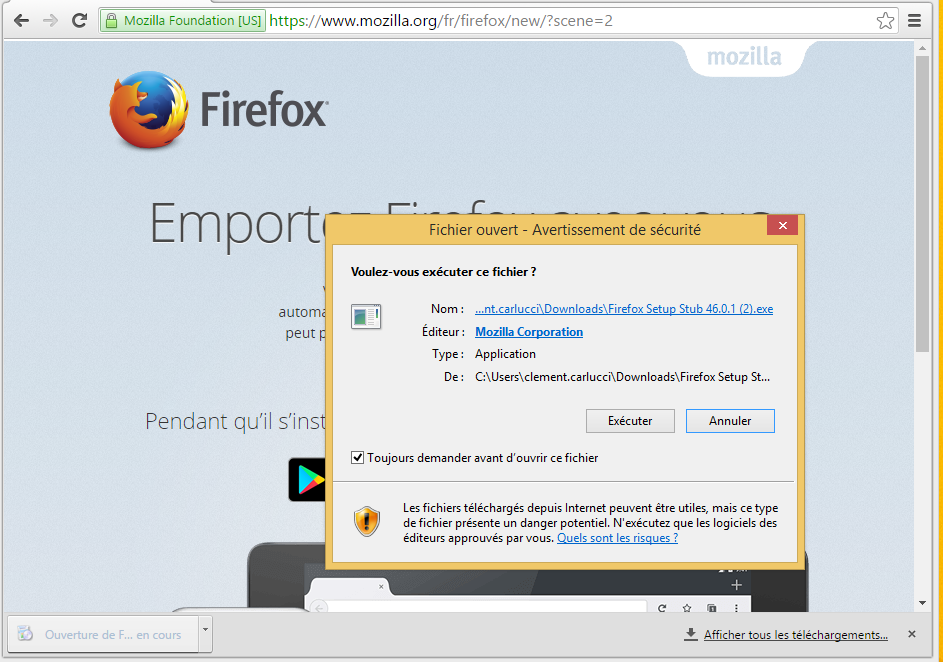 Mozilla Foundation [US] https://www.mozilla.org/fr/firefox/new/?scene=2
mozilla
Firefox
Emportez Firefox avec vous
Fichier ouvert - Avertissement de sécurité
Voulez-vous exécuter ce fichier ?
Nom : ...nt.carlucci\Downloads\Firefox Setup Stub 46.0.1 (2).exe
Éditeur : Mozilla Corporation
Type : Application
De : C:\Users\clement.carlucci\Downloads\Firefox Setup St...
Exécuter Annuler
Toujours demander avant d'ouvrir ce fichier
Les fichiers téléchargés depuis Internet peuvent être utiles, mais ce type
de fichier présente un danger potentiel. N'exécutez que les logiciels des
éditeurs approuvés par vous. Quels sont les risques ?
automa
peut p
Pendant qu'il s'inst
Ouverture de F... en cours
Afficher tous les téléchargements...